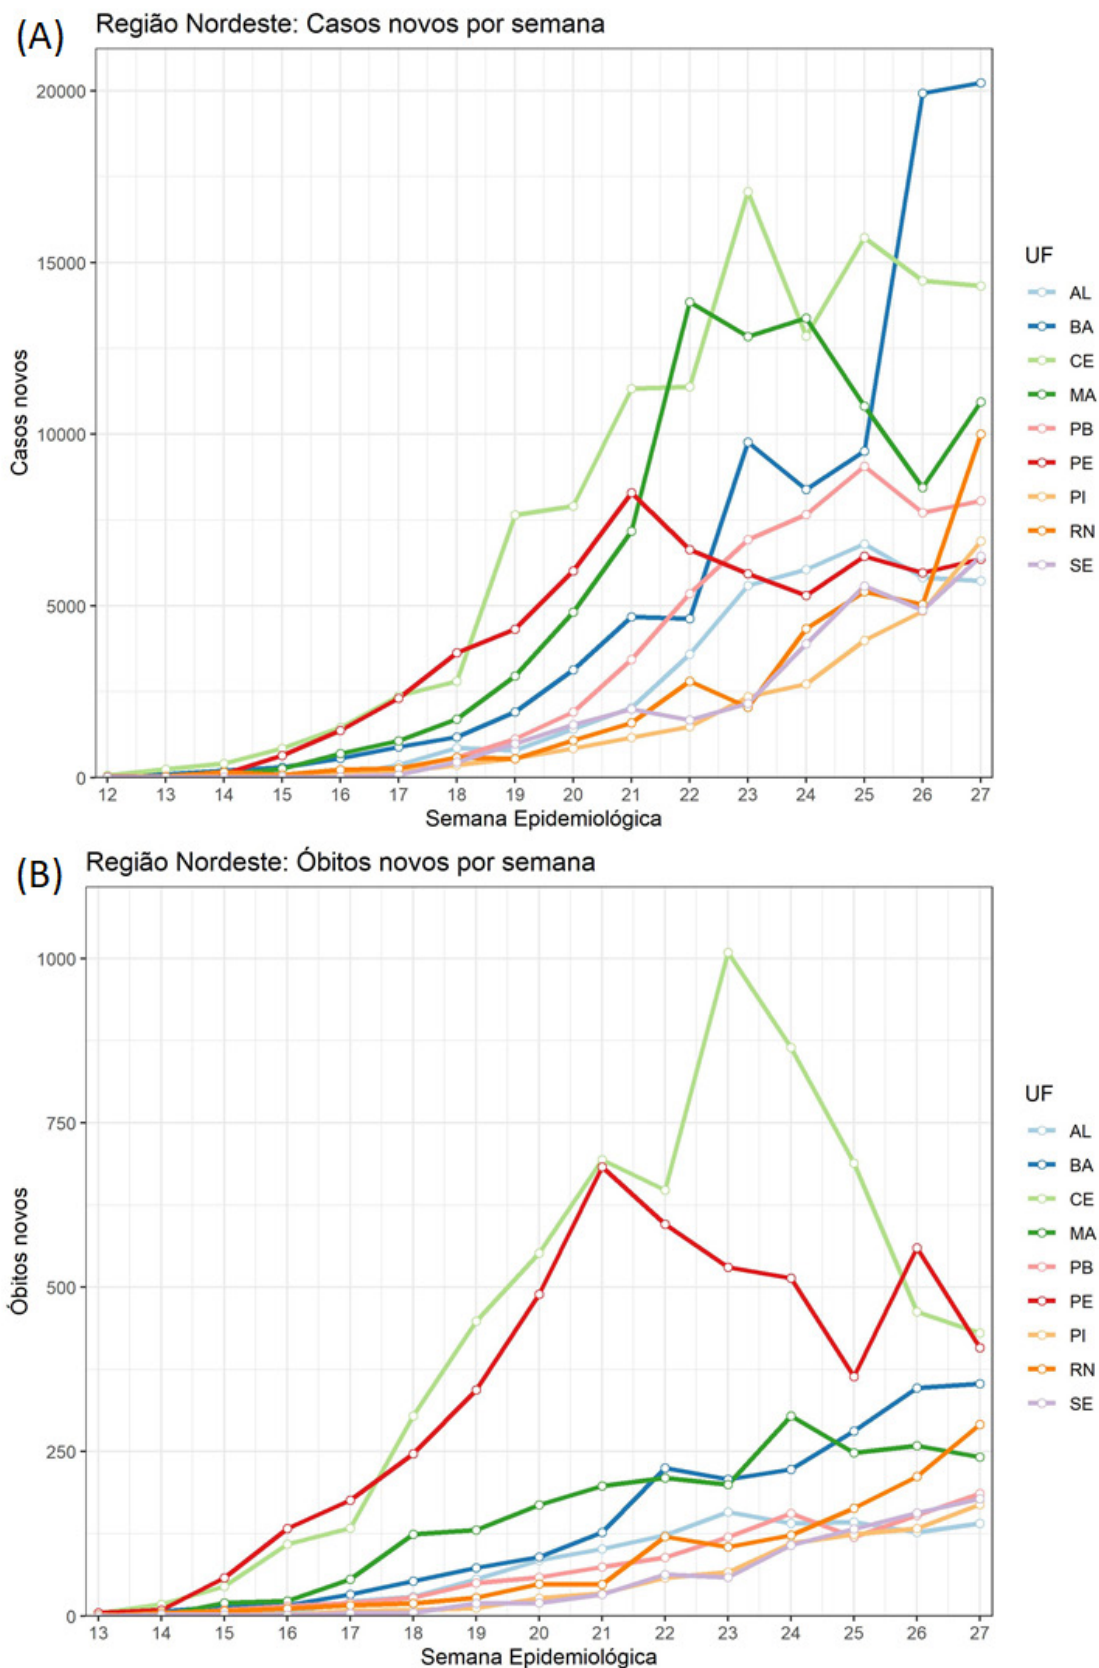 (A)
Região Nordeste: Casos novos por semana
Casos novos
20000
15000
10000
5000
0
12 13 14 15 16 17 18 19 20 21 22 23 24 25 26 27
Semana Epidemiológica
UF
AL
BA
CE
MA
PB
PE
PI
RN
SE
(B)
Região Nordeste: Óbitos novos por semana
Óbitos novos
1000
750
500
250
0
13 14 15 16 17 18 19 20 21 22 23 24 25 26 27
Semana Epidemiológica
UF
AL
BA
CE
MA
PB
PE
PI
RN
SE